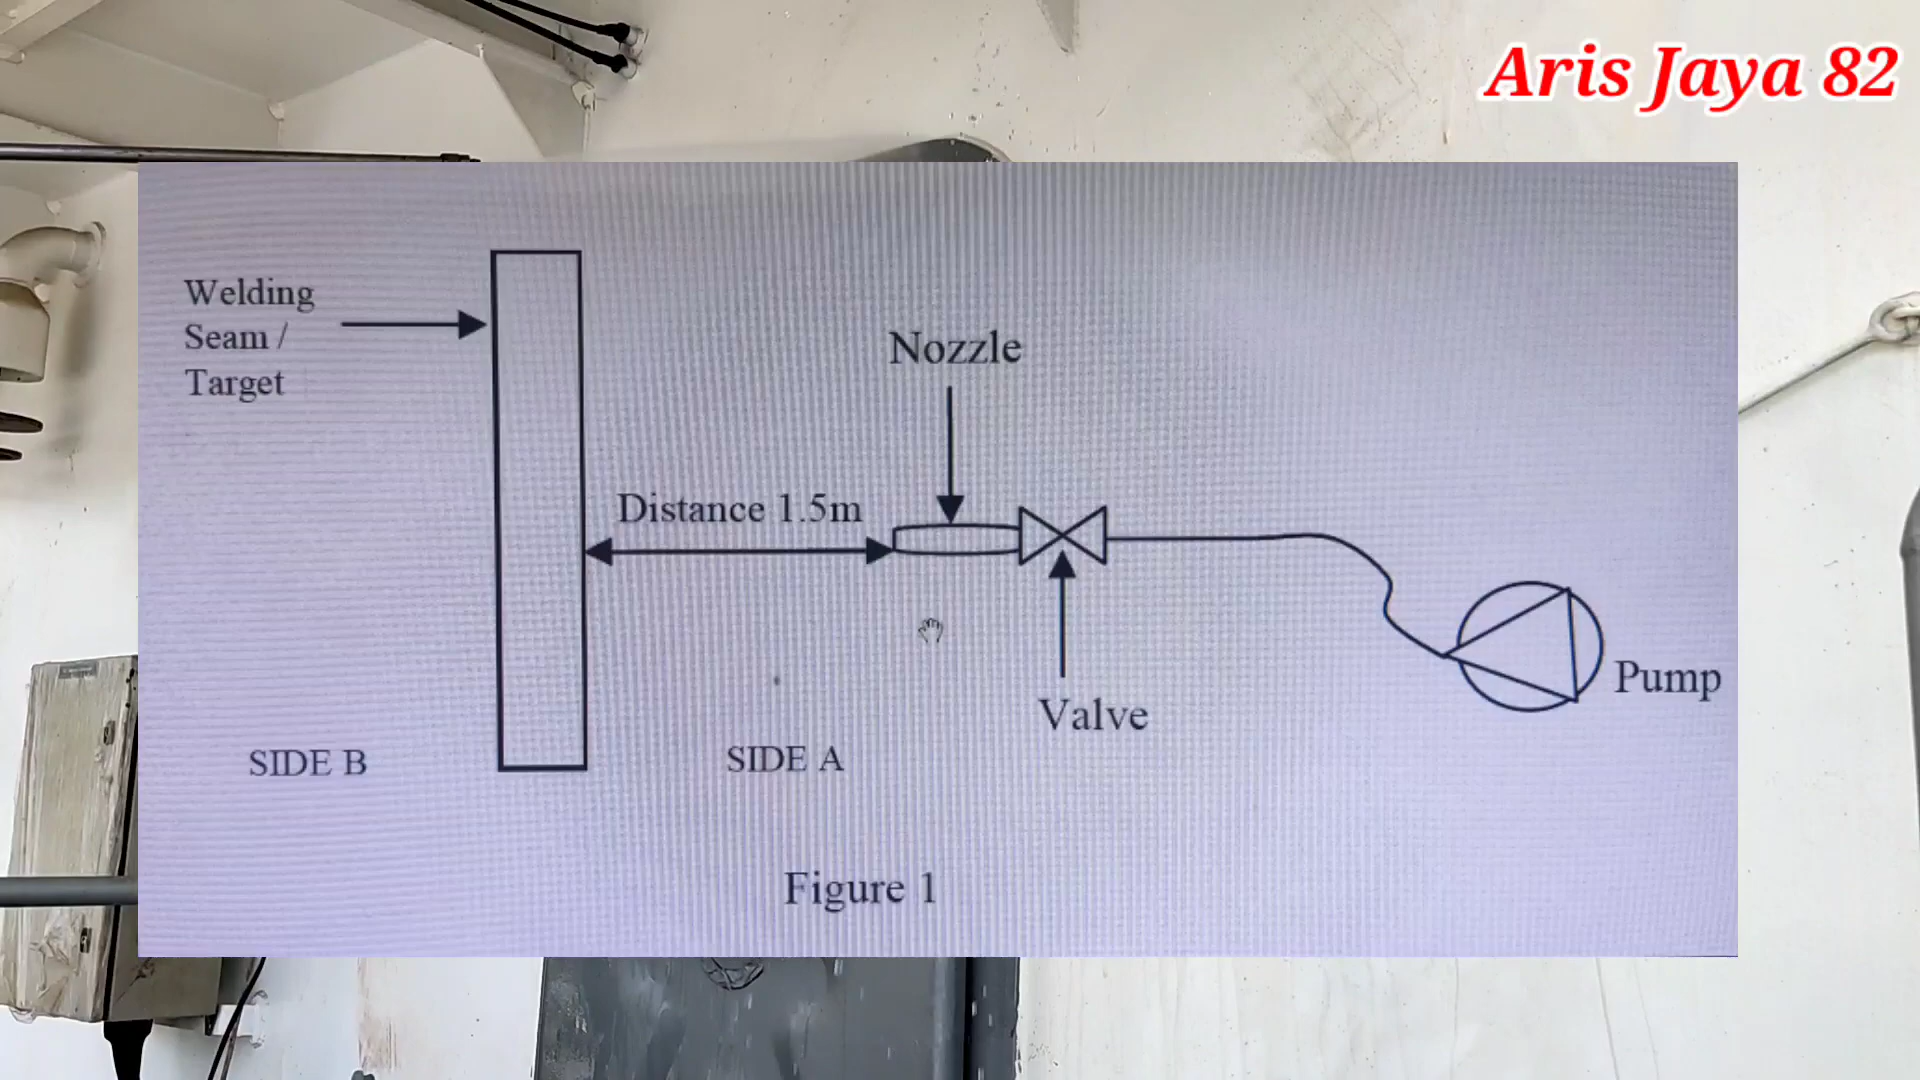 Aris Jaya 82
Welding
Seam /
Target
Nozzle
Distance 1.5m
Valve
Pump
SIDE B
SIDE A
Figure 1